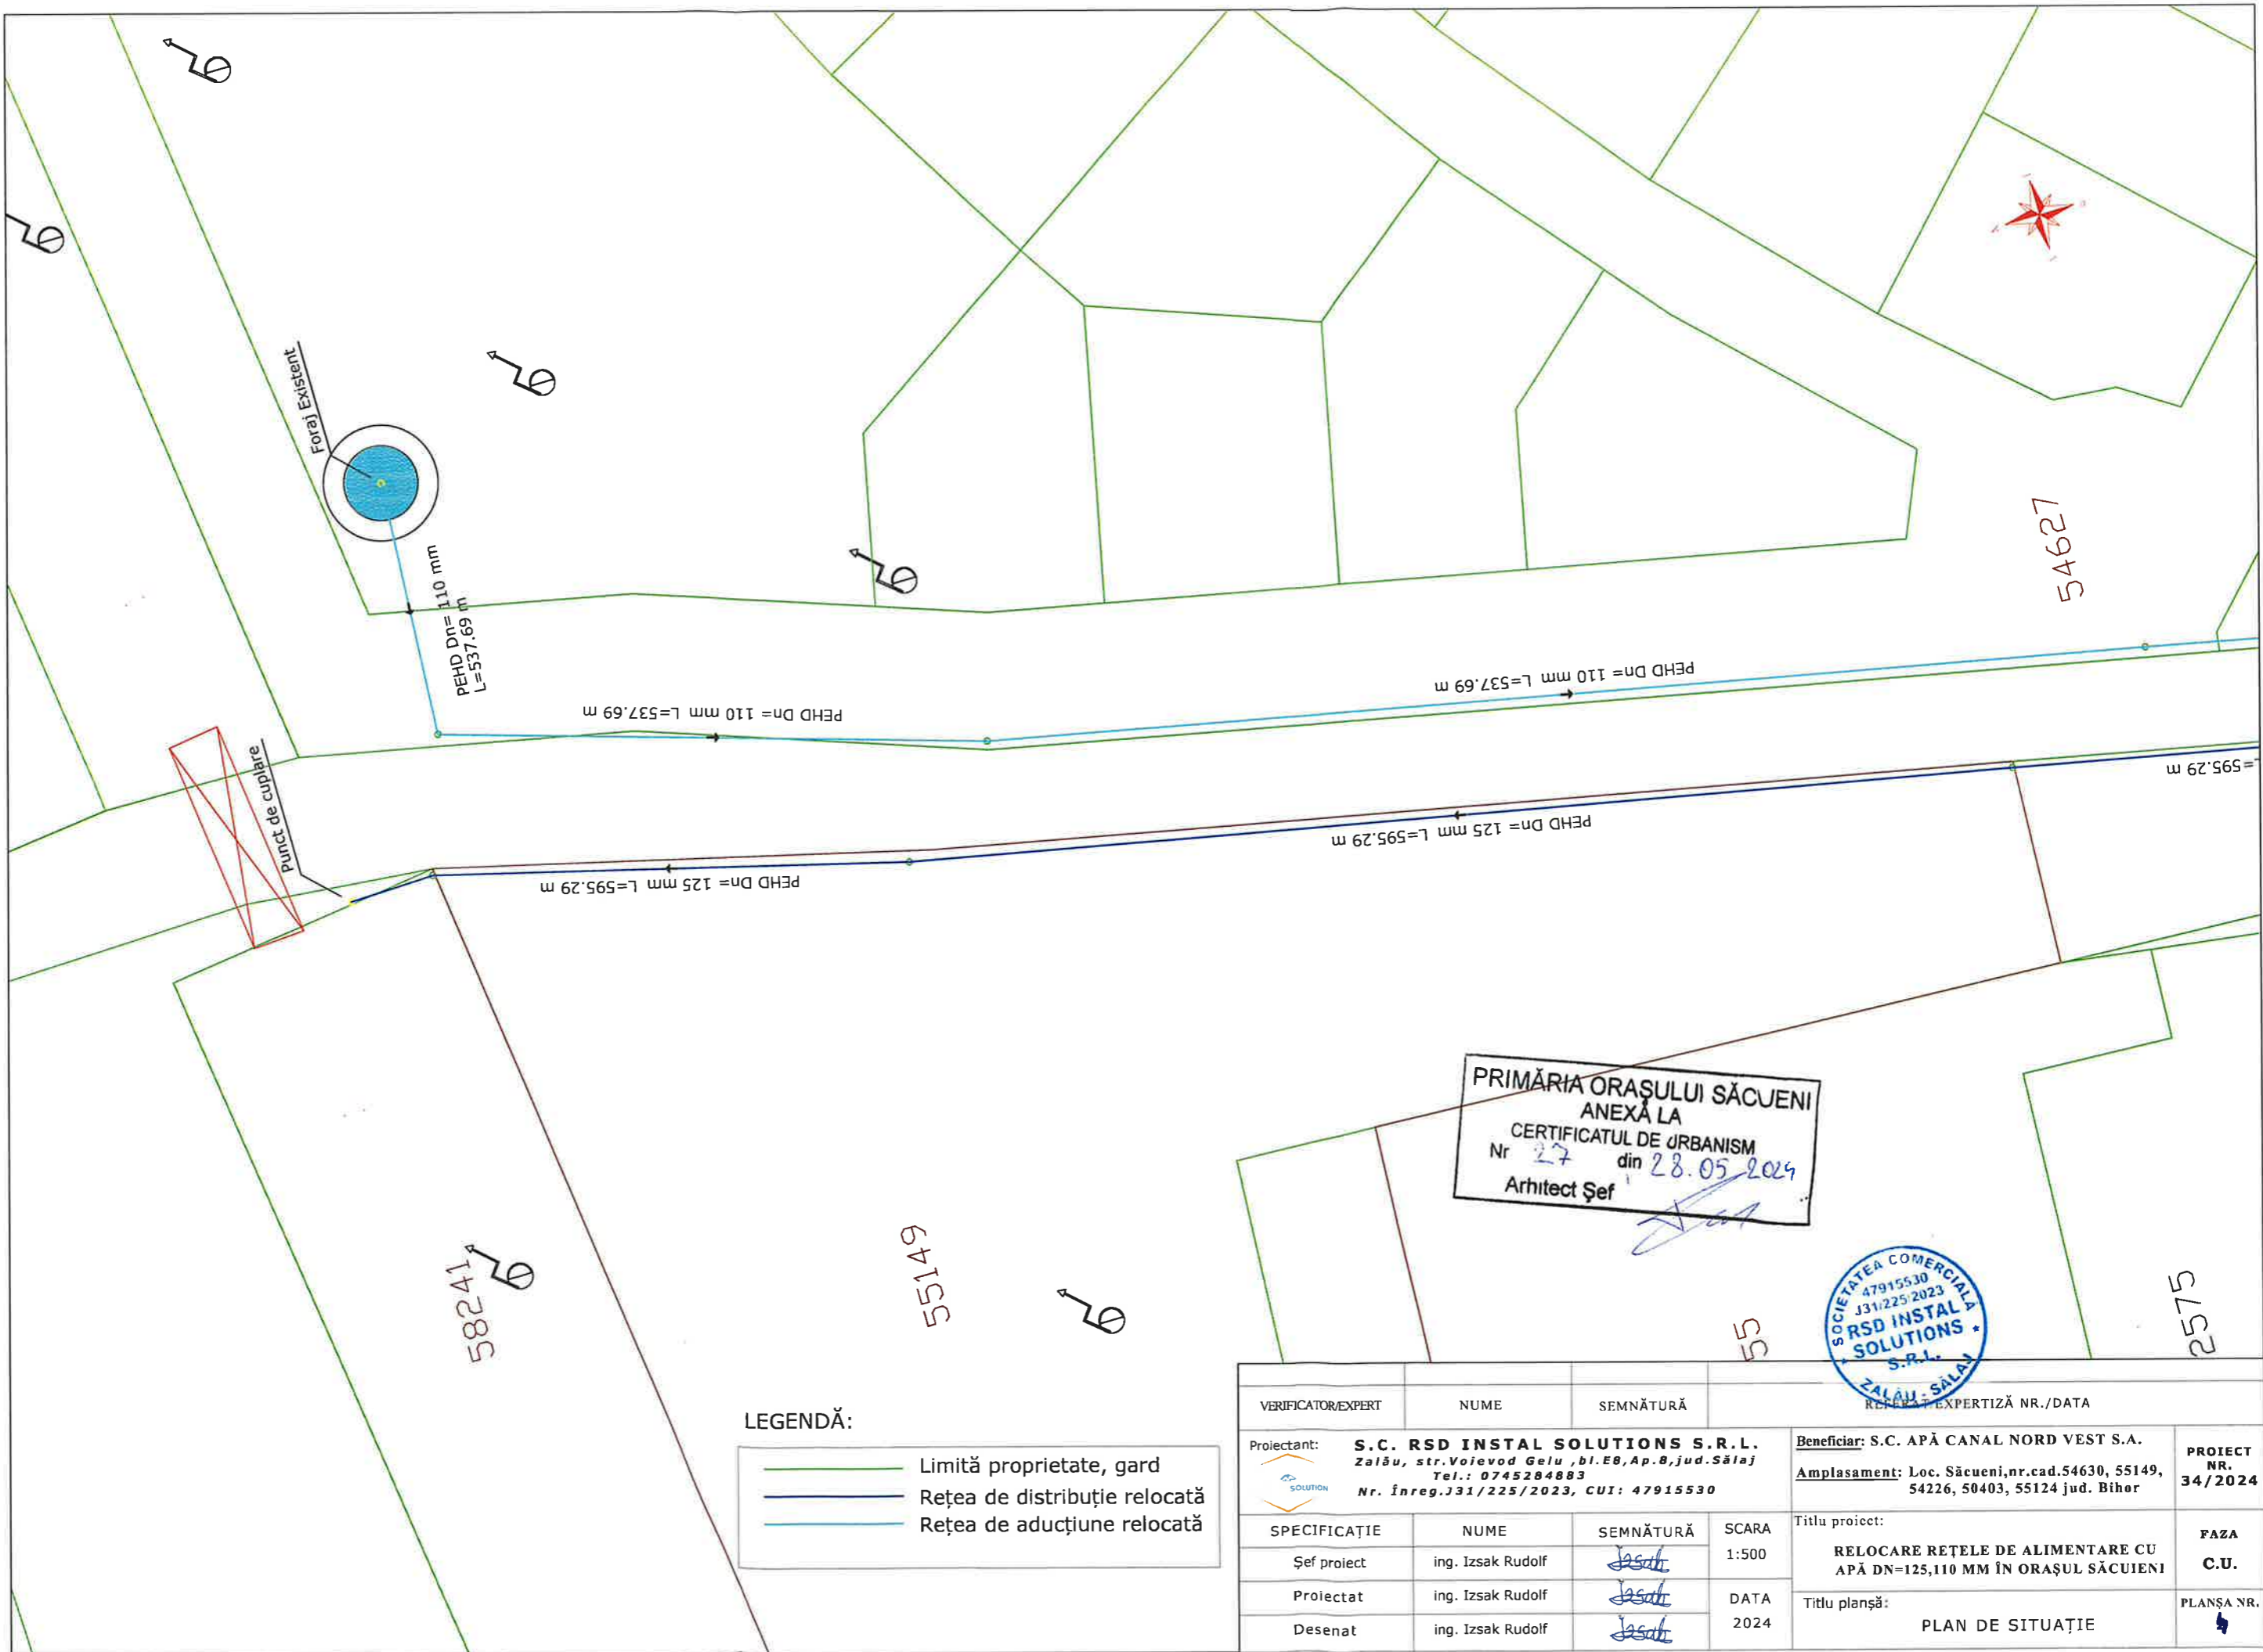 Foraj Existent
PEHD Dn= 110 mm
L=537.69 m
PEHD Dn= 110 mm L=537.69 m
PEHD Dn= 110 mm L=537.69 m
54627
Punct de cuplare
=595.29 m
PEHD Dn= 125 mm L=595.29 m
PEHD Dn= 125 mm L=595.29 m
58241
55149
55
2575
PRIMĂRIA ORAŞULUI SĂCUENI
ANEXĂ LA
CERTIFICATUL DE URBANISM
Nr 27 din 28.05.2024
Arhitect Şef
SOCIETATEA COMERCIALĂ
47915530
J31/225/2023
RSD INSTAL
SOLUTIONS
S.R.L.
ZALĂU - SĂLAJ
LEGENDĂ:
Limită proprietate, gard
Rețea de distribuție relocată
Rețea de aducțiune relocată
VERIFICATOR/EXPERT NUME SEMNĂTURĂ REFERAT/EXPERTIZĂ NR./DATA
Proiectant: S.C. RSD INSTAL SOLUTIONS S.R.L.
Zalău, str.Voievod Gelu ,bl.E8,Ap.8,jud.Sălaj
Tel.: 0745284883
Nr. înreg.J31/225/2023, CUI: 47915530
SOLUTION
Beneficiar: S.C. APĂ CANAL NORD VEST S.A.
Amplasament: Loc. Săcueni,nr.cad.54630, 55149,
54226, 50403, 55124 jud. Bihor
PROIECT
NR.
34/2024
SPECIFICAȚIE NUME SEMNĂTURĂ SCARA
1:500
Șef proiect ing. Izsak Rudolf
Proiectat ing. Izsak Rudolf
Desenat ing. Izsak Rudolf
DATA
2024
Titlu proiect:
RELOCARE REȚELE DE ALIMENTARE CU
APĂ DN=125,110 MM ÎN ORAȘUL SĂCUIENI
FAZA
C.U.
Titlu planșă:
PLAN DE SITUAȚIE
PLANȘA NR.